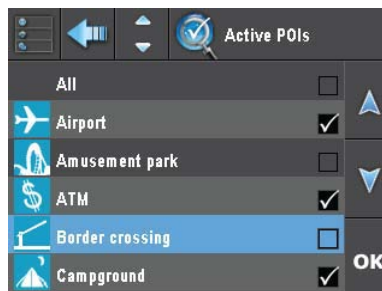 Active POIs
All
Airport
Amusement park
ATM
Border crossing
Campground
OK